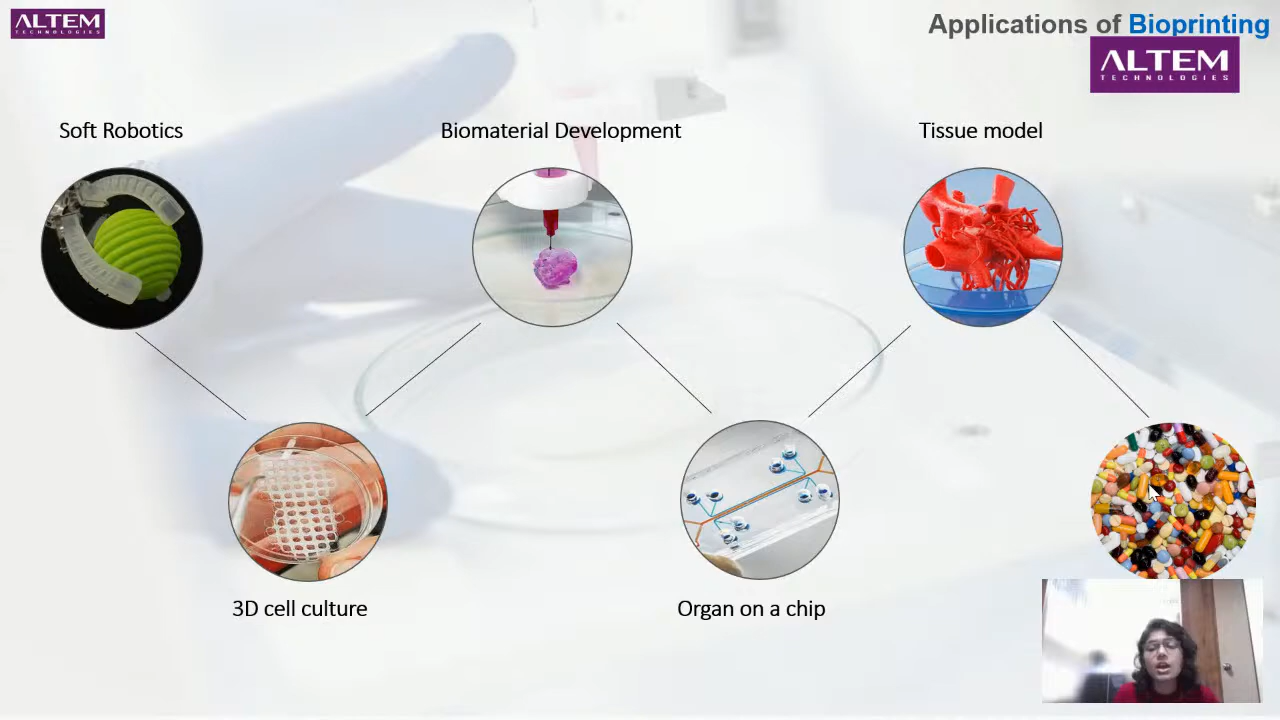 ALTEM
TECHNOLOGIES
Applications of Bioprinting
ALTEM
TECHNOLOGIES
Soft Robotics
Biomaterial Development
Tissue model
3D cell culture
Organ on a chip